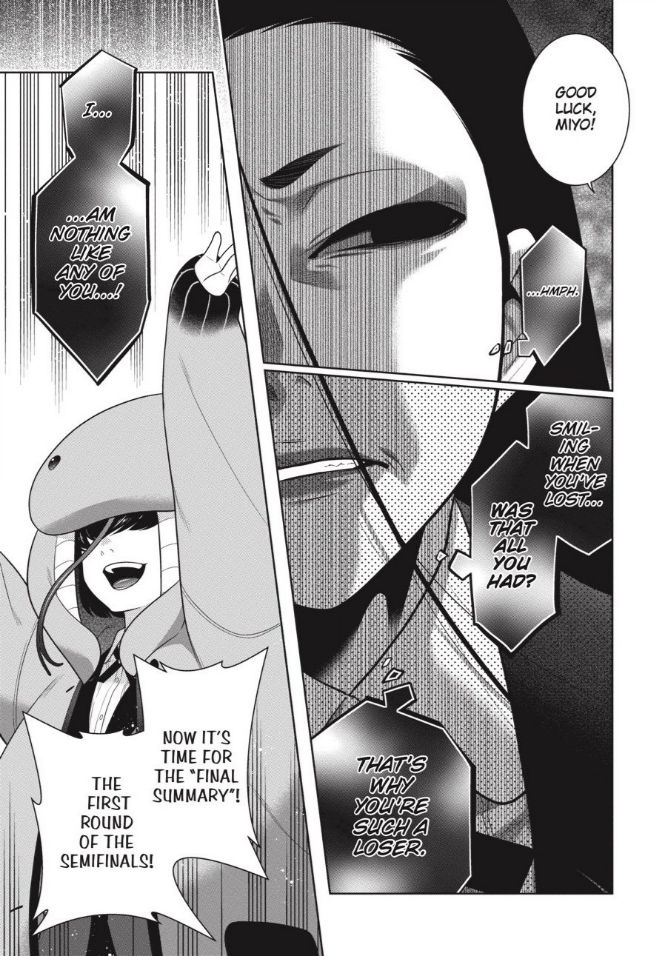 GOOD
LUCK,
MIYO!
...HMPH.
SMIL-
ING
WHEN
YOU'VE
LOST...
WAS
THAT
ALL
YOU
HAD?
THAT'S
WHY
YOU'RE
SUCH A
LOSER.
I...
...AM
NOTHING
LIKE
ANY OF
YOU...!
NOW IT'S
TIME FOR
THE "FINAL
SUMMARY"!
THE
FIRST
ROUND
OF THE
SEMIFINALS!